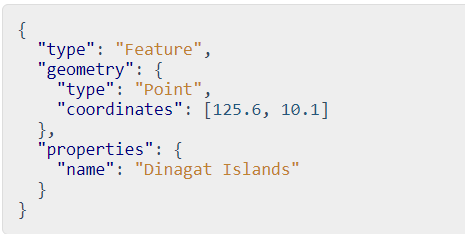 {
  "type": "Feature",
  "geometry": {
    "type": "Point",
    "coordinates": [125.6, 10.1]
  },
  "properties": {
    "name": "Dinagat Islands"
  }
}